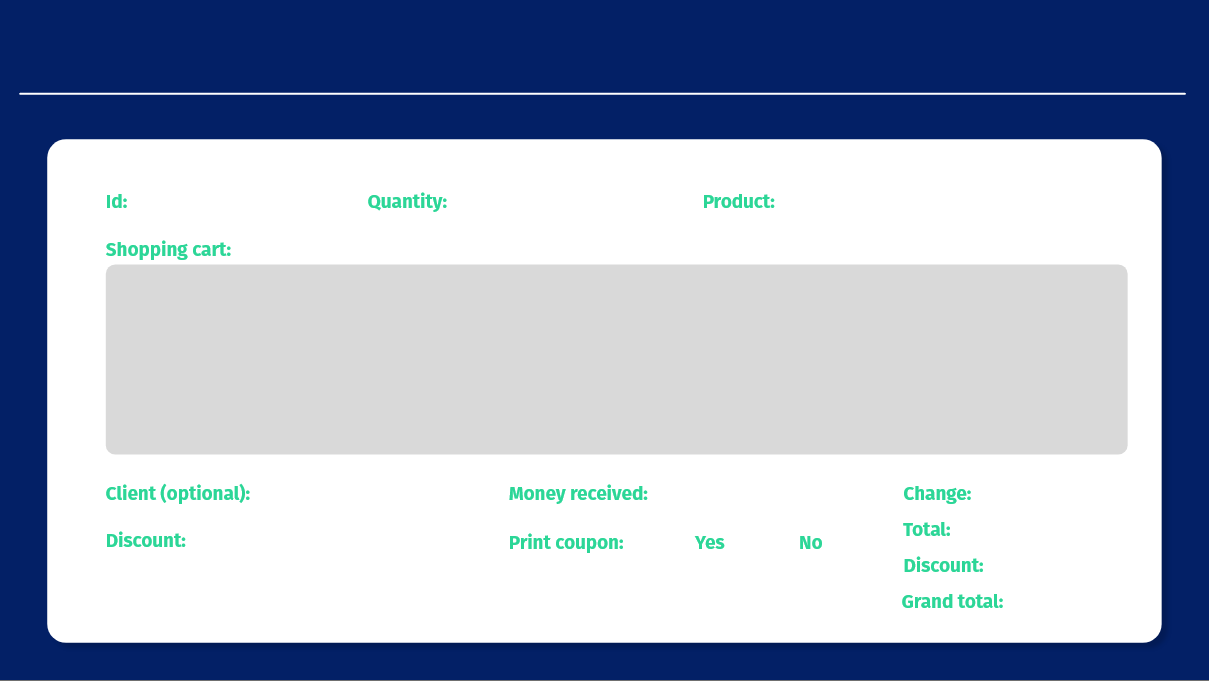 Id: Quantity: Product:
Shopping cart:
Client (optional): Money received: Change:
Total:
Discount: Print coupon: Yes No
Discount:
Grand total: